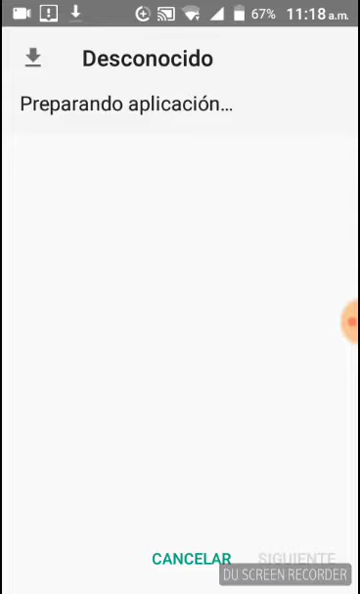 67% 11:18 a.m.
Desconocido
Preparando aplicación...
CANCELAR SIGUIENTE
DU SCREEN RECORDER